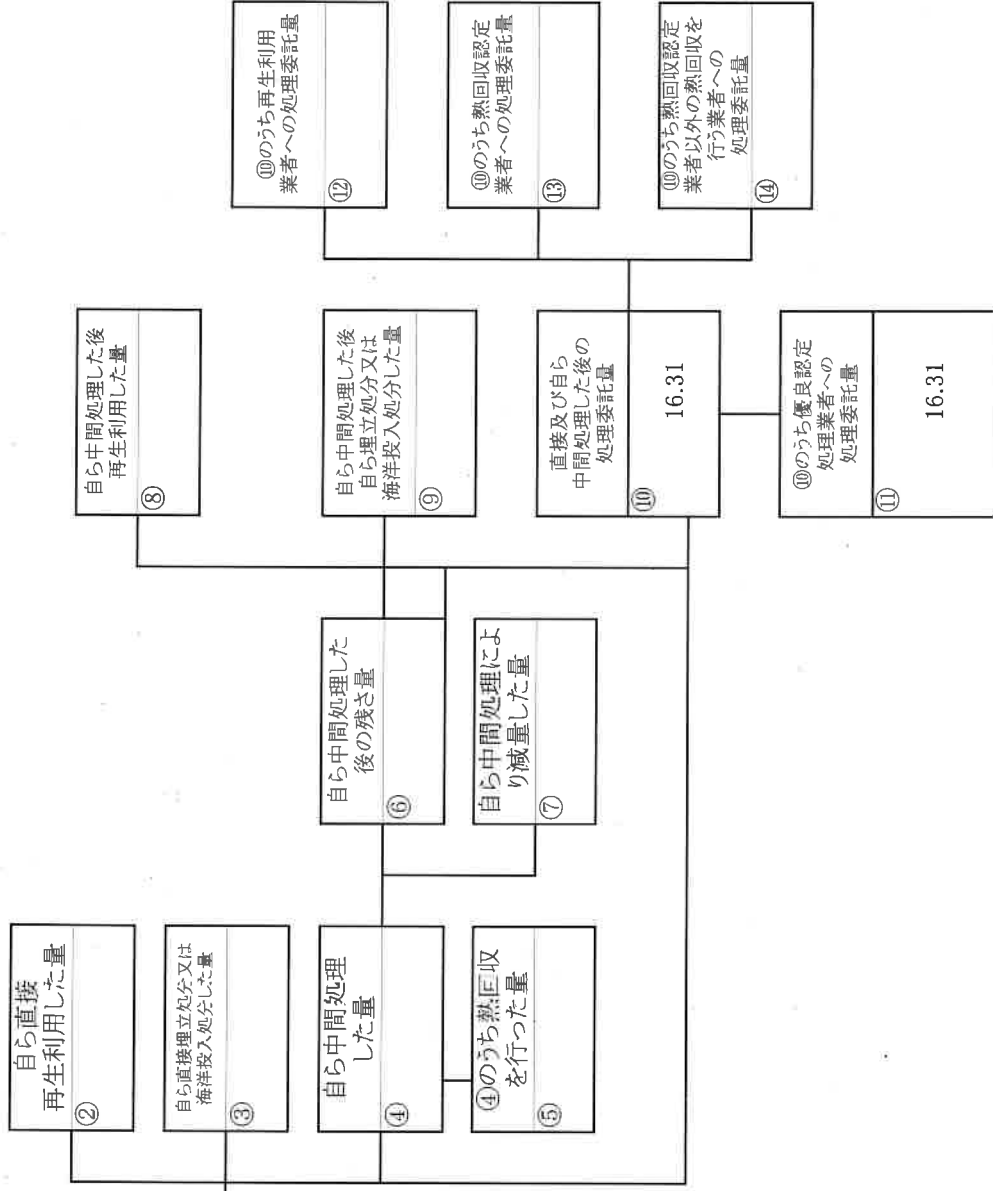 自ら直接
再生利用した量
②
自ら直接埋立処分又は
海洋投入処分した量
③
自ら中間処理
した量
④
④のうち熱回収
を行った量
⑤
自ら中間処理した
後の残さ量
⑥
自ら中間処理によ
り減量した量
⑦
自ら中間処理した後
再生利用した量
⑧
自ら中間処理した後
自ら埋立処分又は
海洋投入処分した量
⑨
直接及び自ら
中間処理した後の
処理委託量
⑩
16.31
⑩のうち優良認定
処理業者への
処理委託量
⑪
16.31
⑩のうち再生利用
業者への処理委託量
⑫
⑩のうち熱回収認定
業者への処理委託量
⑬
⑩のうち熱回収認定
業者以外の熱回収を
行う業者への
処理委託量
⑭